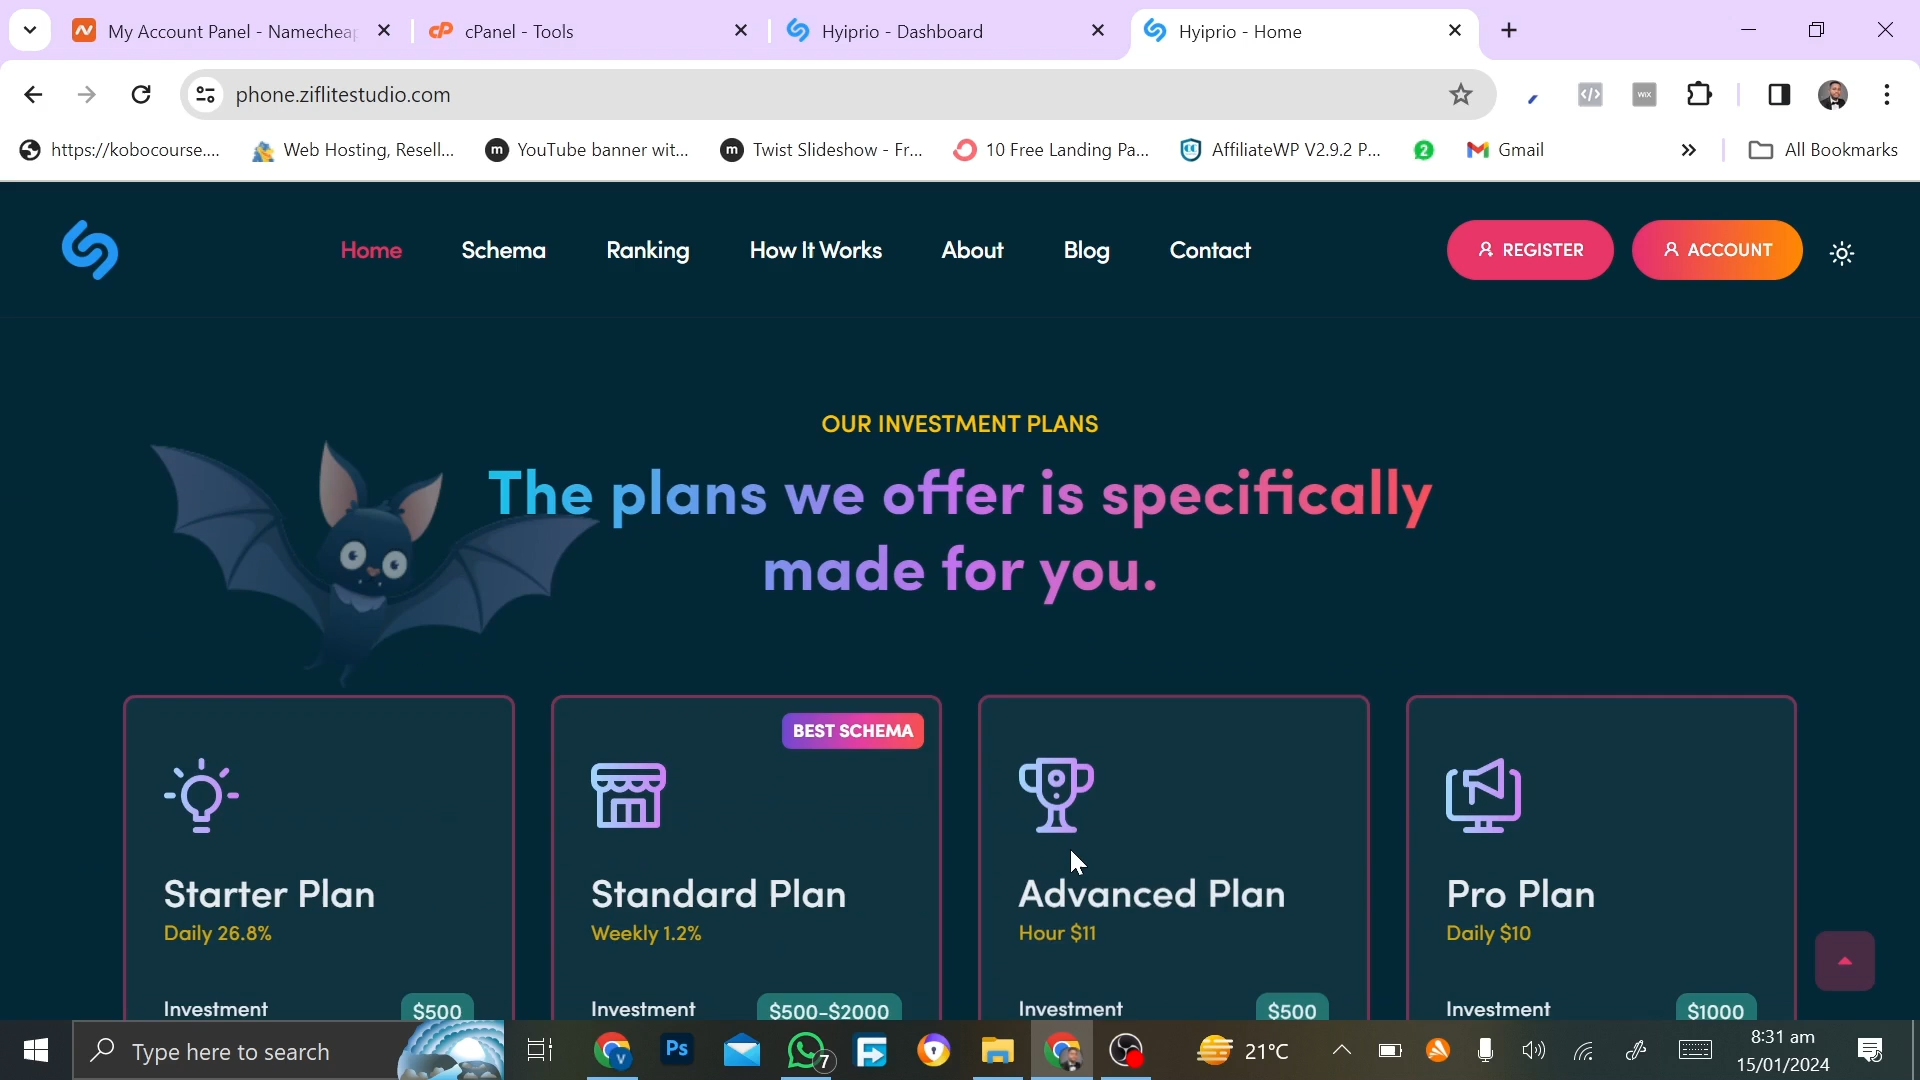 My Account Panel - Namecheap
cPanel - Tools
Hyiprio - Dashboard
Hyiprio - Home
phone.ziflitestudio.com
https://kobocourse....
Web Hosting, Resell...
YouTube banner wit...
Twist Slideshow - Fr...
10 Free Landing Pa...
AffiliateWP V2.9.2 P...
2
Gmail
All Bookmarks
Home
Schema
Ranking
How It Works
About
Blog
Contact
REGISTER
ACCOUNT
OUR INVESTMENT PLANS
The plans we offer is specifically
made for you.
BEST SCHEMA
Starter Plan
Daily 26.8%
Investment
$500
Standard Plan
Weekly 1.2%
Investment
$500-$2000
Advanced Plan
Hour $11
Investment
$500
Pro Plan
Daily $10
Investment
$1000
Type here to search
V
Ps
7
21°C
8:31 am
15/01/2024